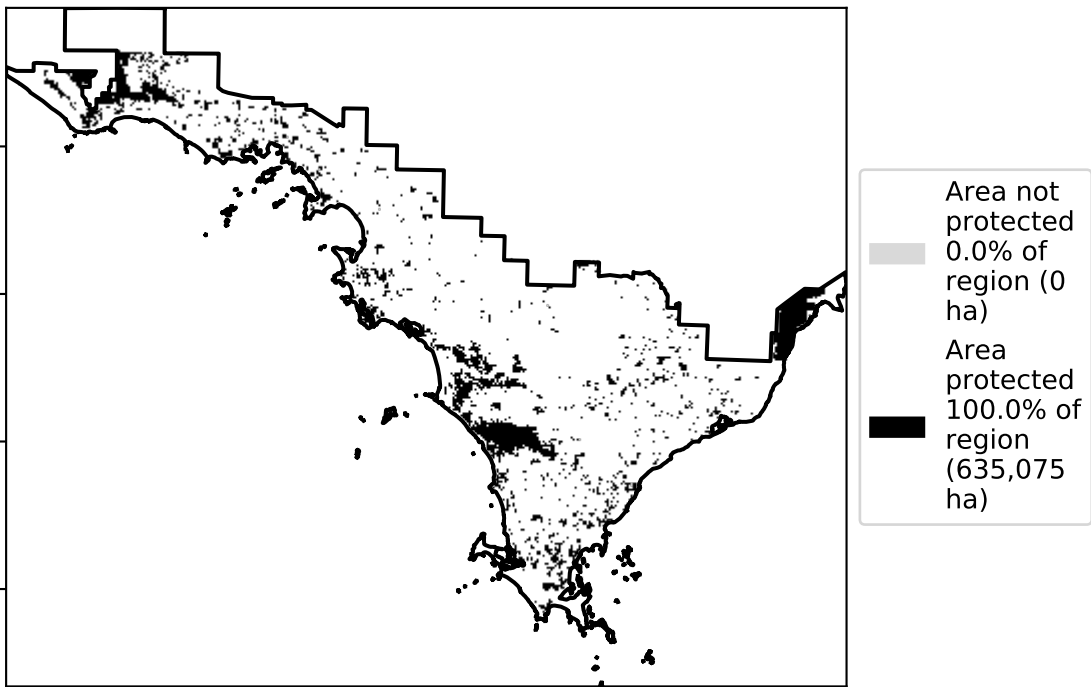 Area not
protected
0.0% of
region (0
ha)
Area
protected
100.0% of
region
(635,075
ha)